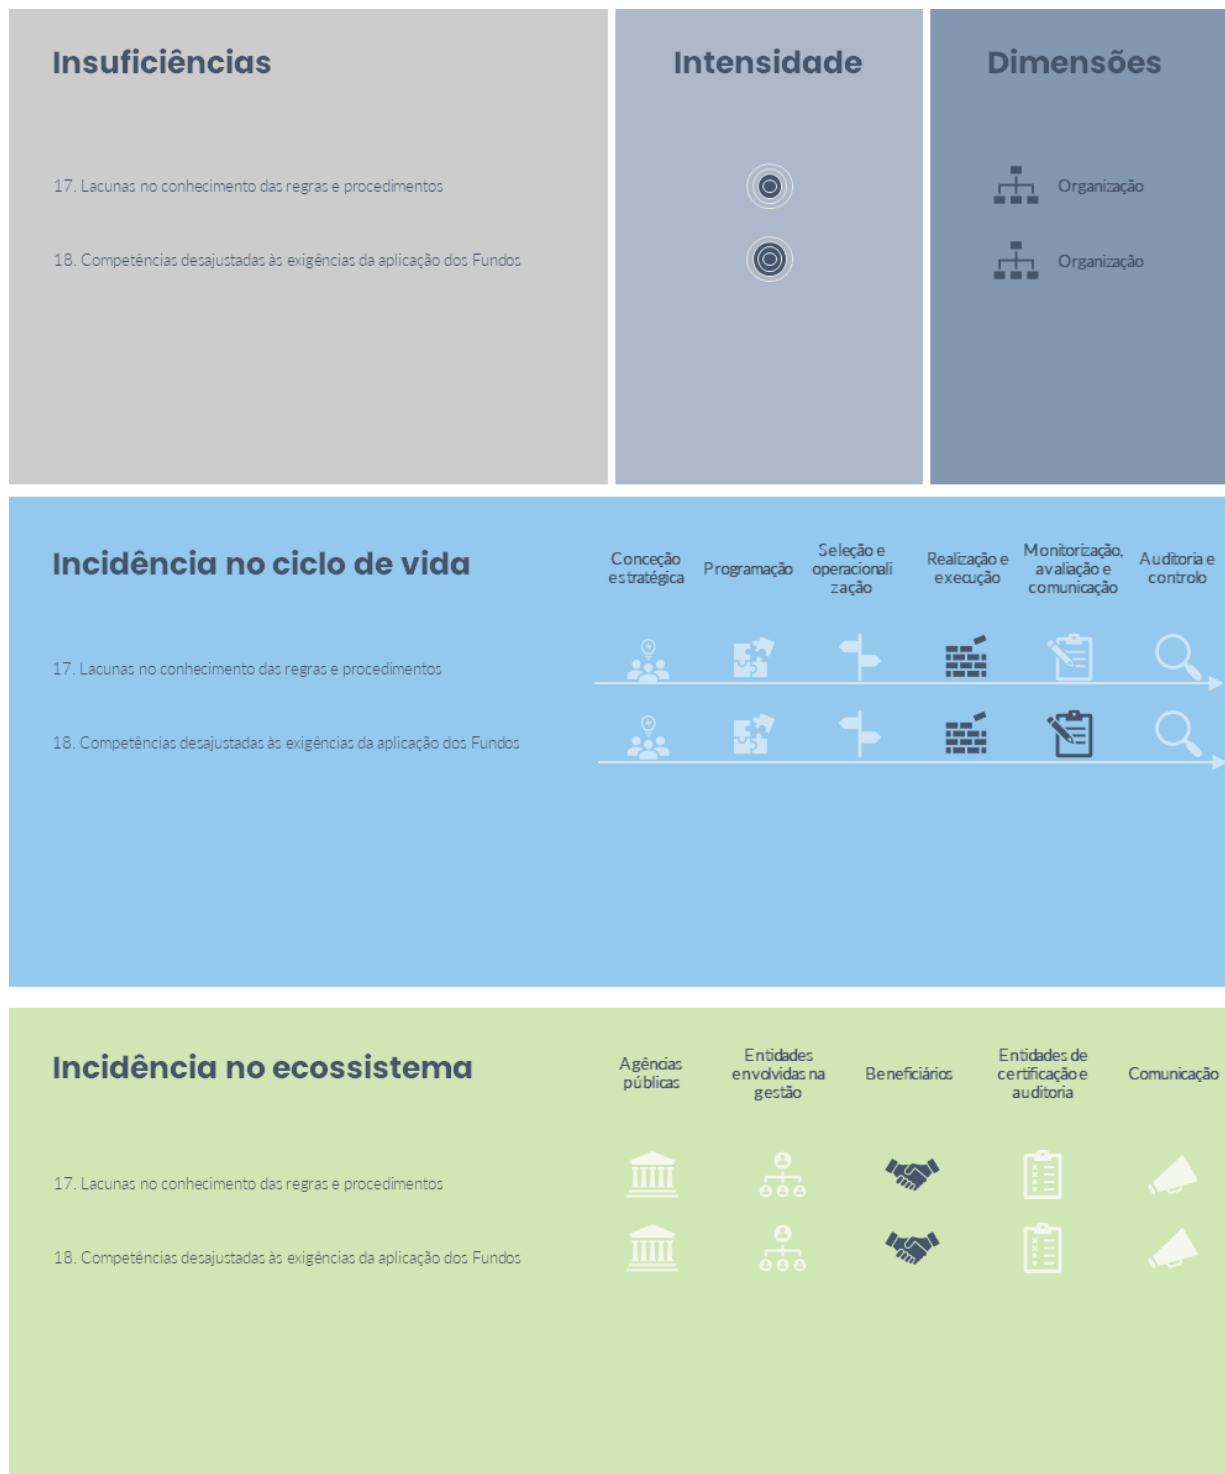 Insuficiências
Intensidade
Dimensões
17. Lacunas no conhecimento das regras e procedimentos
Organização
18. Competências desajustadas às exigências da aplicação dos Fundos
Organização
Incidência no ciclo de vida
Conceção
estratégica
Programação
Seleção e
operacionali
zação
Realização e
execução
Monitorização,
avaliação e
comunicação
Auditoria e
controlo
17. Lacunas no conhecimento das regras e procedimentos
18. Competências desajustadas às exigências da aplicação dos Fundos
Incidência no ecossistema
Agências
públicas
Entidades
envolvidas na
gestão
Beneficiários
Entidades de
certificação e
auditoria
Comunicação
17. Lacunas no conhecimento das regras e procedimentos
18. Competências desajustadas às exigências da aplicação dos Fundos